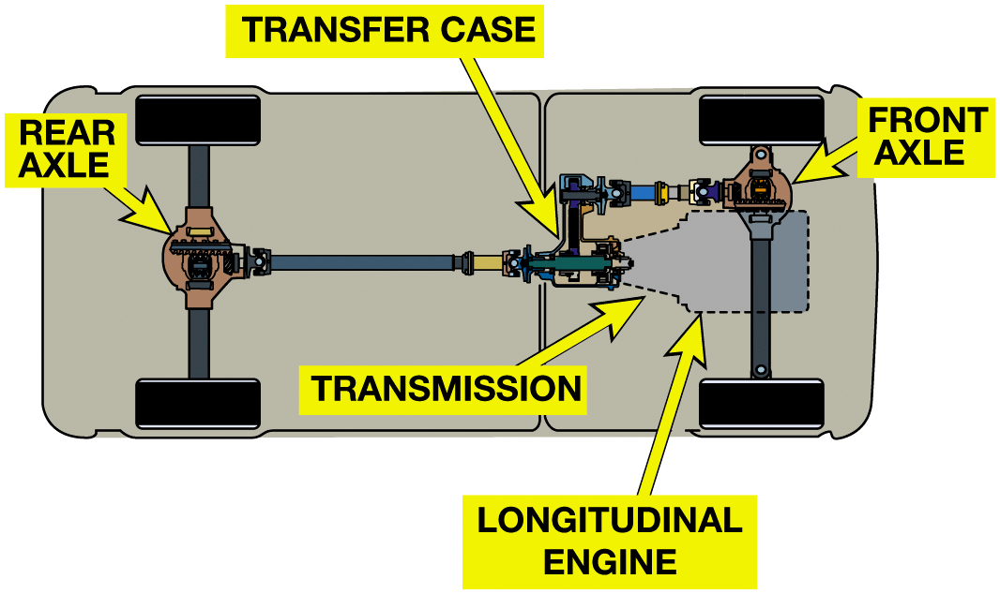 TRANSFER CASE
REAR
AXLE
FRONT
AXLE
TRANSMISSION
LONGITUDINAL
ENGINE